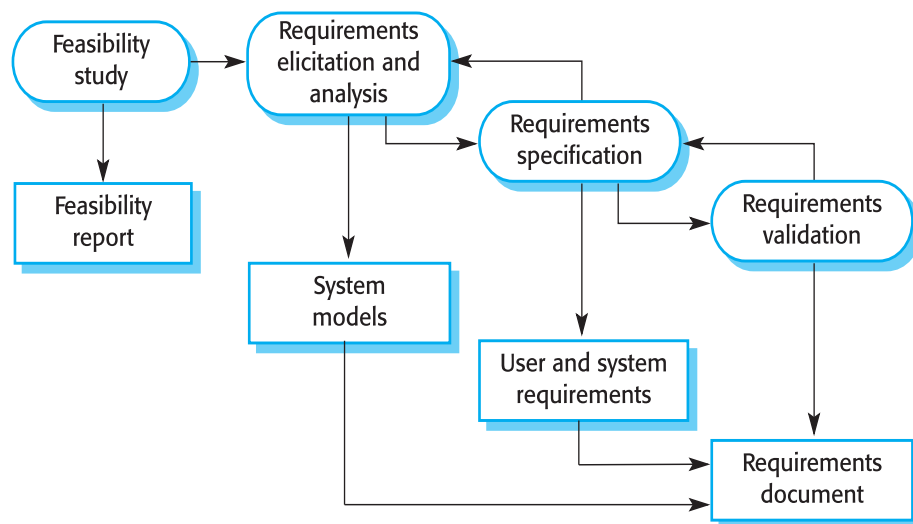 Feasibility
study
Requirements
elicitation and
analysis
Requirements
specification
Requirements
validation
Feasibility
report
System
models
User and system
requirements
Requirements
document